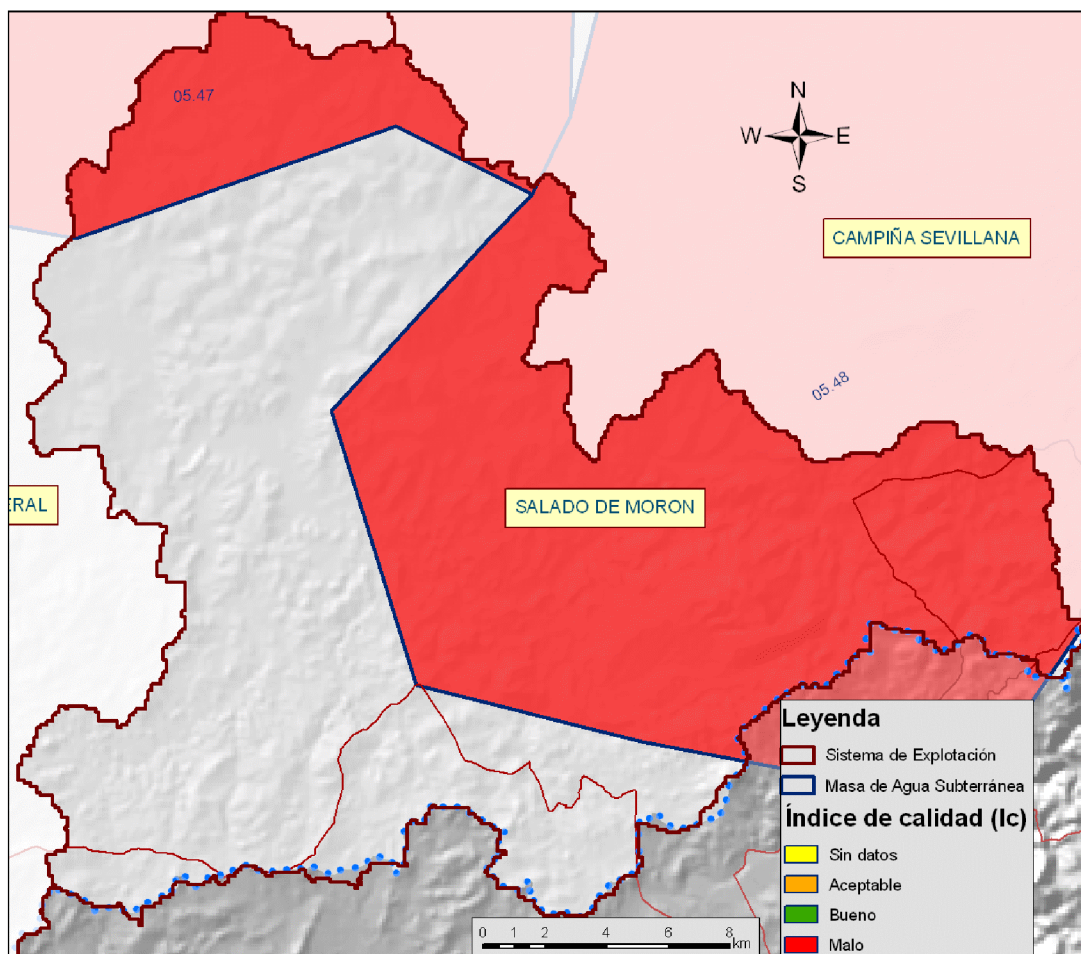 05.47
N
W
E
S
CAMPIÑA SEVILLANA
05.48
ERAL
SALADO DE MORON
Leyenda
Sistema de Explotación
Masa de Agua Subterránea
Índice de calidad (Ic)
Sin datos
Aceptable
Bueno
Malo
0 1 2 4 6 8
km